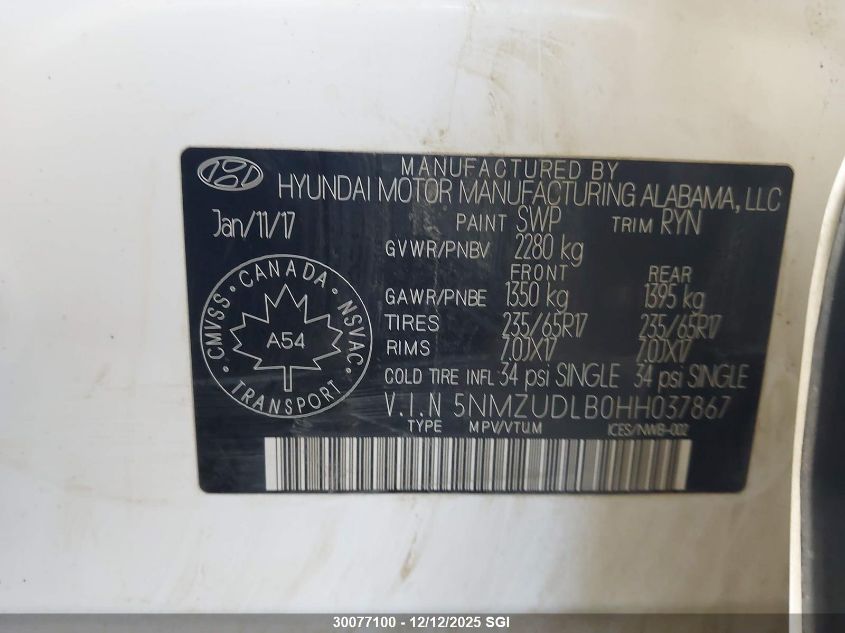 MANUFACTURED BY
HYUNDAI MOTOR MANUFACTURING ALABAMA, LLC
Jan/11/17 PAINT SWP TRIM RYN
GVWR/PNBV 2280 kg
FRONT REAR
GAWR/PNBE 1350 kg 1395 kg
TIRES 235/65R17 235/65R17
RIMS 7.0JX17 7.0JX17
COLD TIRE INFL 34 psi SINGLE 34 psi SINGLE
V.I.N 5NMZUDLB0HH037867
TYPE MPV/VTUM ICES/NWB-002
CMVSS · CANADA · NSVAC
A54
TRANSPORT
30077100 - 12/12/2025 SGI